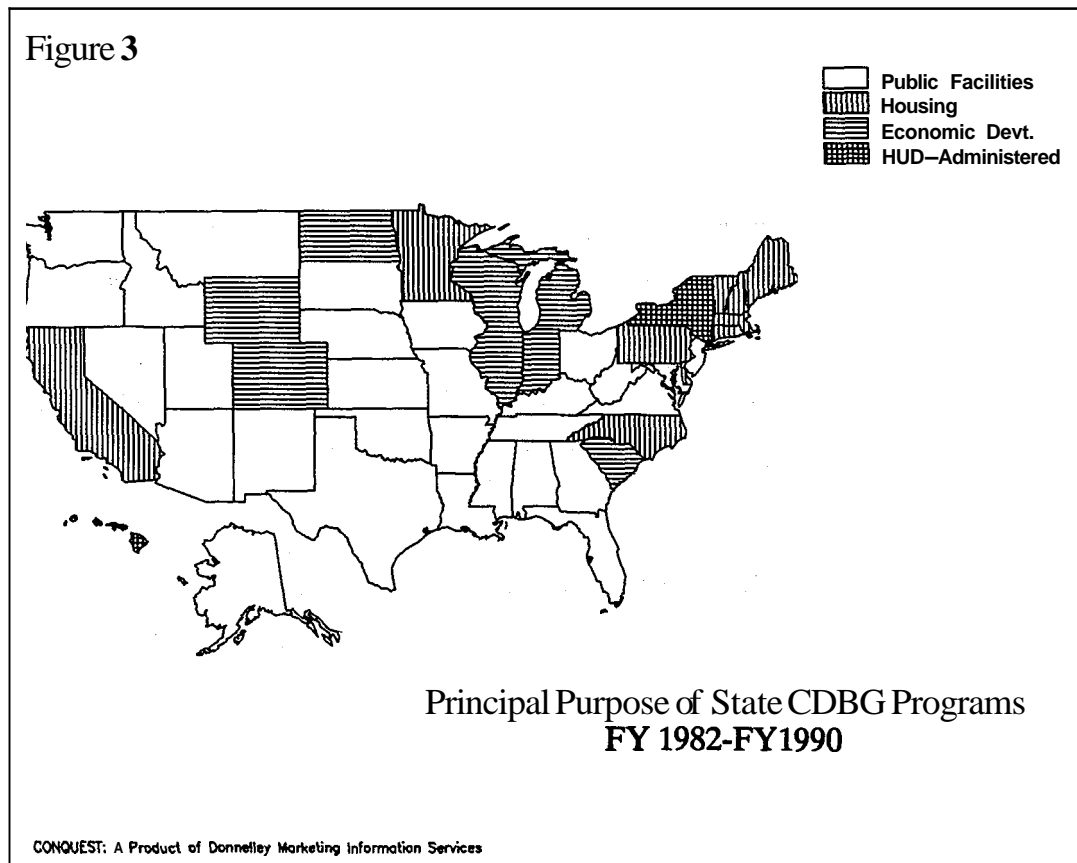 Figure 3
Public Facilities
Housing
Economic Devt.
HUD-Administered
Principal Purpose of State CDBG Programs
FY 1982-FY1990
CONQUEST: A Product of Donnelley Marketing Information Services